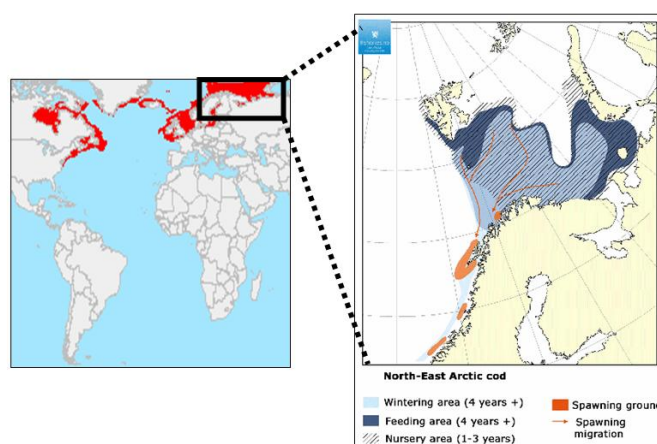 North-East Arctic cod
Wintering area (4 years +)
Feeding area (4 years +)
Nursery area (1-3 years)
Spawning ground
Spawning
migration